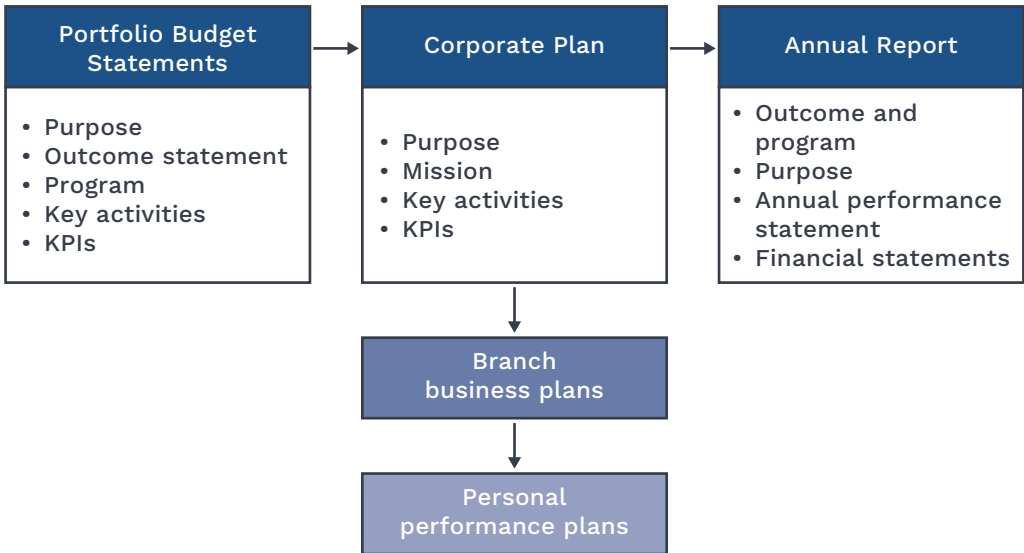 Portfolio Budget
Statements
• Purpose
• Outcome statement
• Program
• Key activities
• KPIs
Corporate Plan
• Purpose
• Mission
• Key activities
• KPIs
Annual Report
• Outcome and
program
• Purpose
• Annual performance
statement
• Financial statements
Branch
business plans
Personal
performance plans